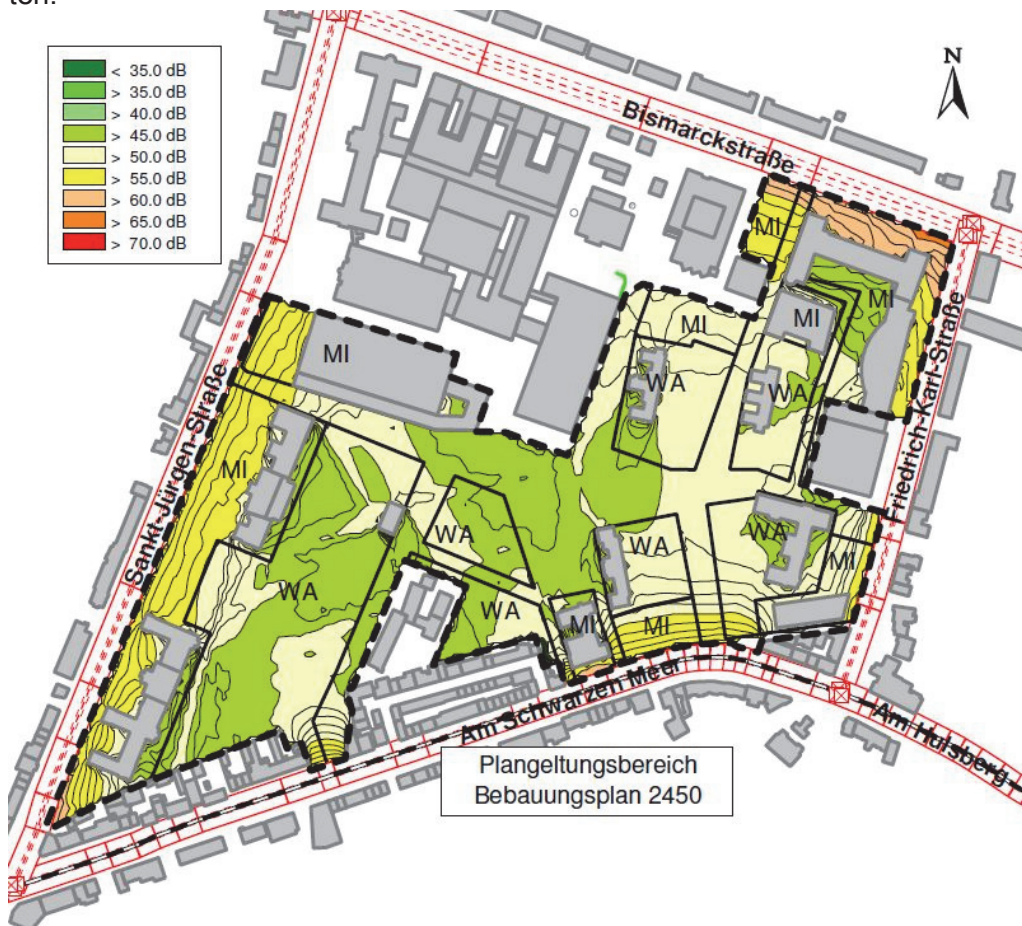 ten.
< 35.0 dB
> 35.0 dB
> 40.0 dB
> 45.0 dB
> 50.0 dB
> 55.0 dB
> 60.0 dB
> 65.0 dB
> 70.0 dB
N
Bismarckstraße
MI
MI
MI
MI
MI
WA
WA
Sankt-Jürgen-Straße
Friedrich-Karl-Straße
MI
WA
WA
WA
MI
WA
WA
MI
MI
Am Schwarzen Meer
Am Hulsberg
Plangeltungsbereich
Bebauungsplan 2450